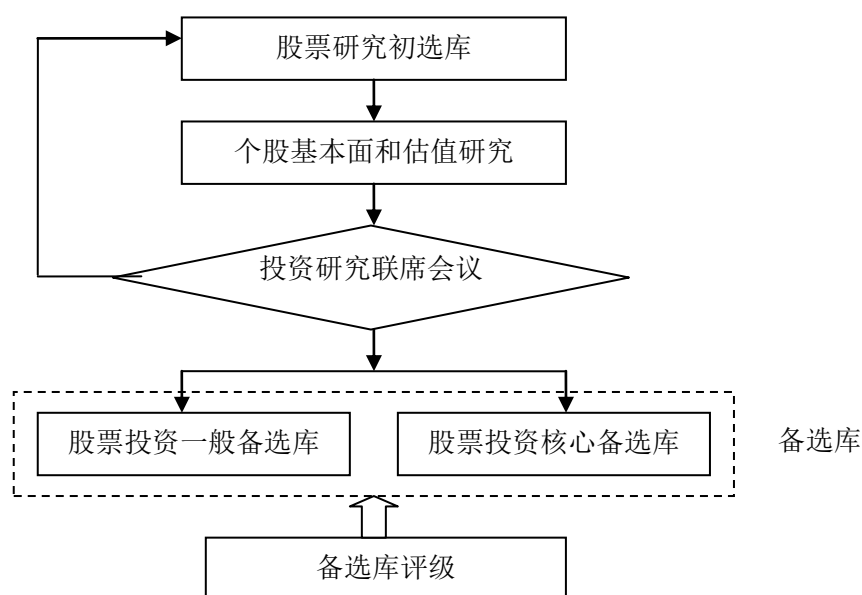 股票研究初选库
个股基本面和估值研究
投资研究联席会议
股票投资一般备选库
股票投资核心备选库
备选库
备选库评级